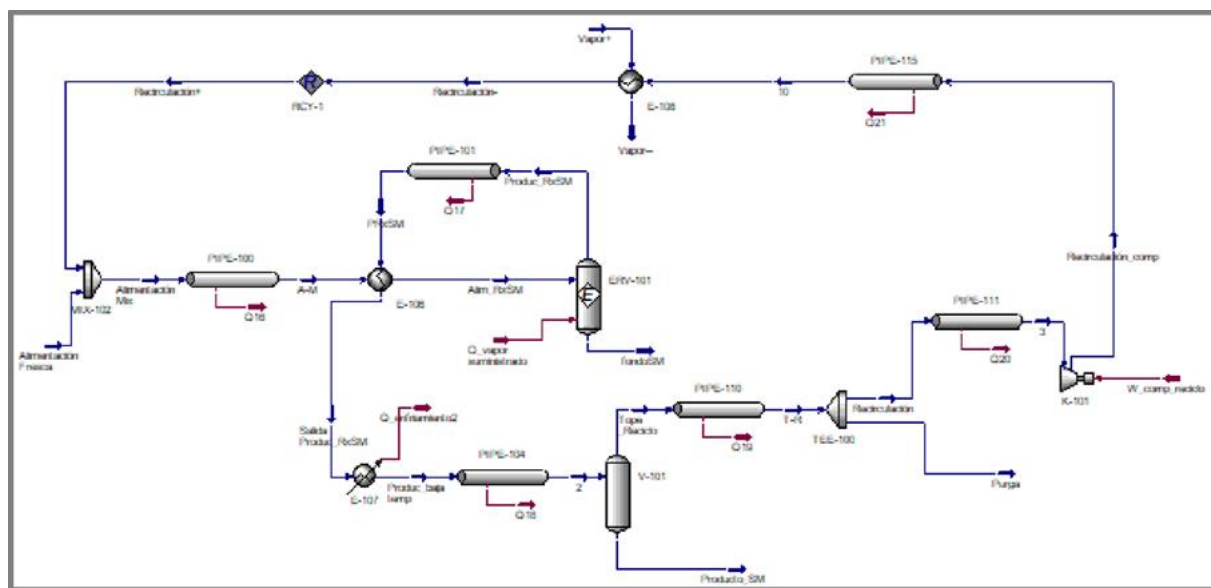 Vapor+
PIPE-115
Recirculación+
RCY-1
Recirculación-
E-108
10
Q21
Vapor--
PIPE-101
Produc_RxSM
Q17
PRxSM
Recirculación_comp
PIPE-100
ERV-101
MIX-102
Alimentación
Mix
A-M
E-106
Alim_RxSM
PIPE-111
3
Q16
Alimentación
Fresca
Q_vapor
suministrado
fondoSM
Q20
K-101
W_comp_reciclo
PIPE-110
Recirculación
Salida
Produc_RxSM
Q_enfriamiento2
Tope
_Reciclo
T-R
TEE-100
Q19
PIPE-104
V-101
Purga
E-107
Produc_baja
temp
2
Q18
Producto_SM